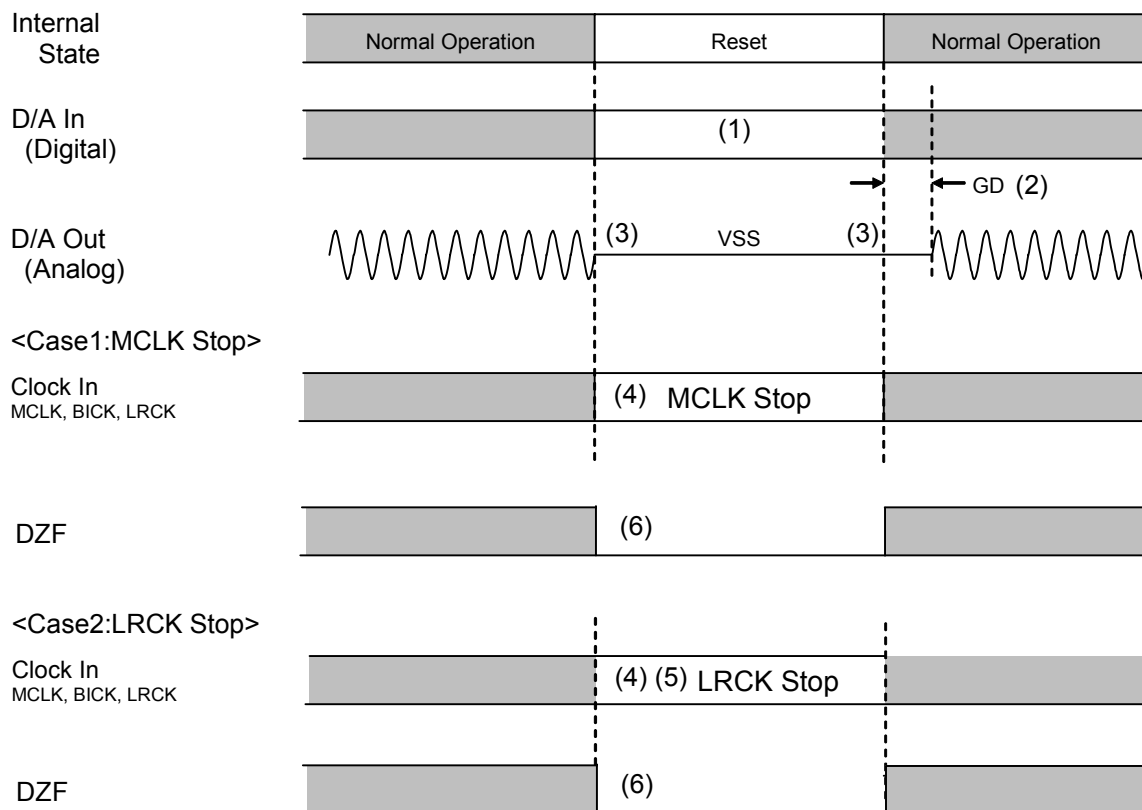 Internal
State
Normal Operation
Reset
Normal Operation
D/A In
(Digital)
(1)
GD (2)
D/A Out
(Analog)
(3)
VSS
(3)
<Case1:MCLK Stop>
Clock In
MCLK, BICK, LRCK
(4) MCLK Stop
DZF
(6)
<Case2:LRCK Stop>
Clock In
MCLK, BICK, LRCK
(4) (5) LRCK Stop
DZF
(6)